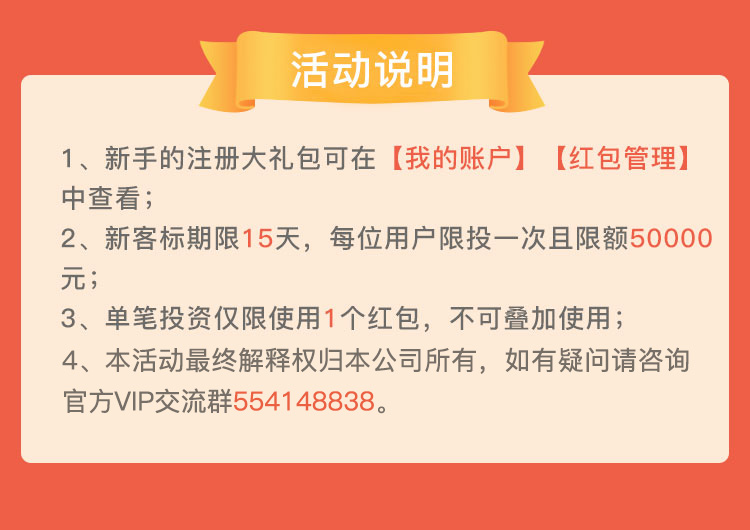 活动说明
1、新手的注册大礼包可在【我的账户】【红包管理】
中查看；
2、新客标期限15天，每位用户限投一次且限额50000
元；
3、单笔投资仅限使用1个红包，不可叠加使用；
4、本活动最终解释权归本公司所有，如有疑问请咨询
官方VIP交流群554148838。